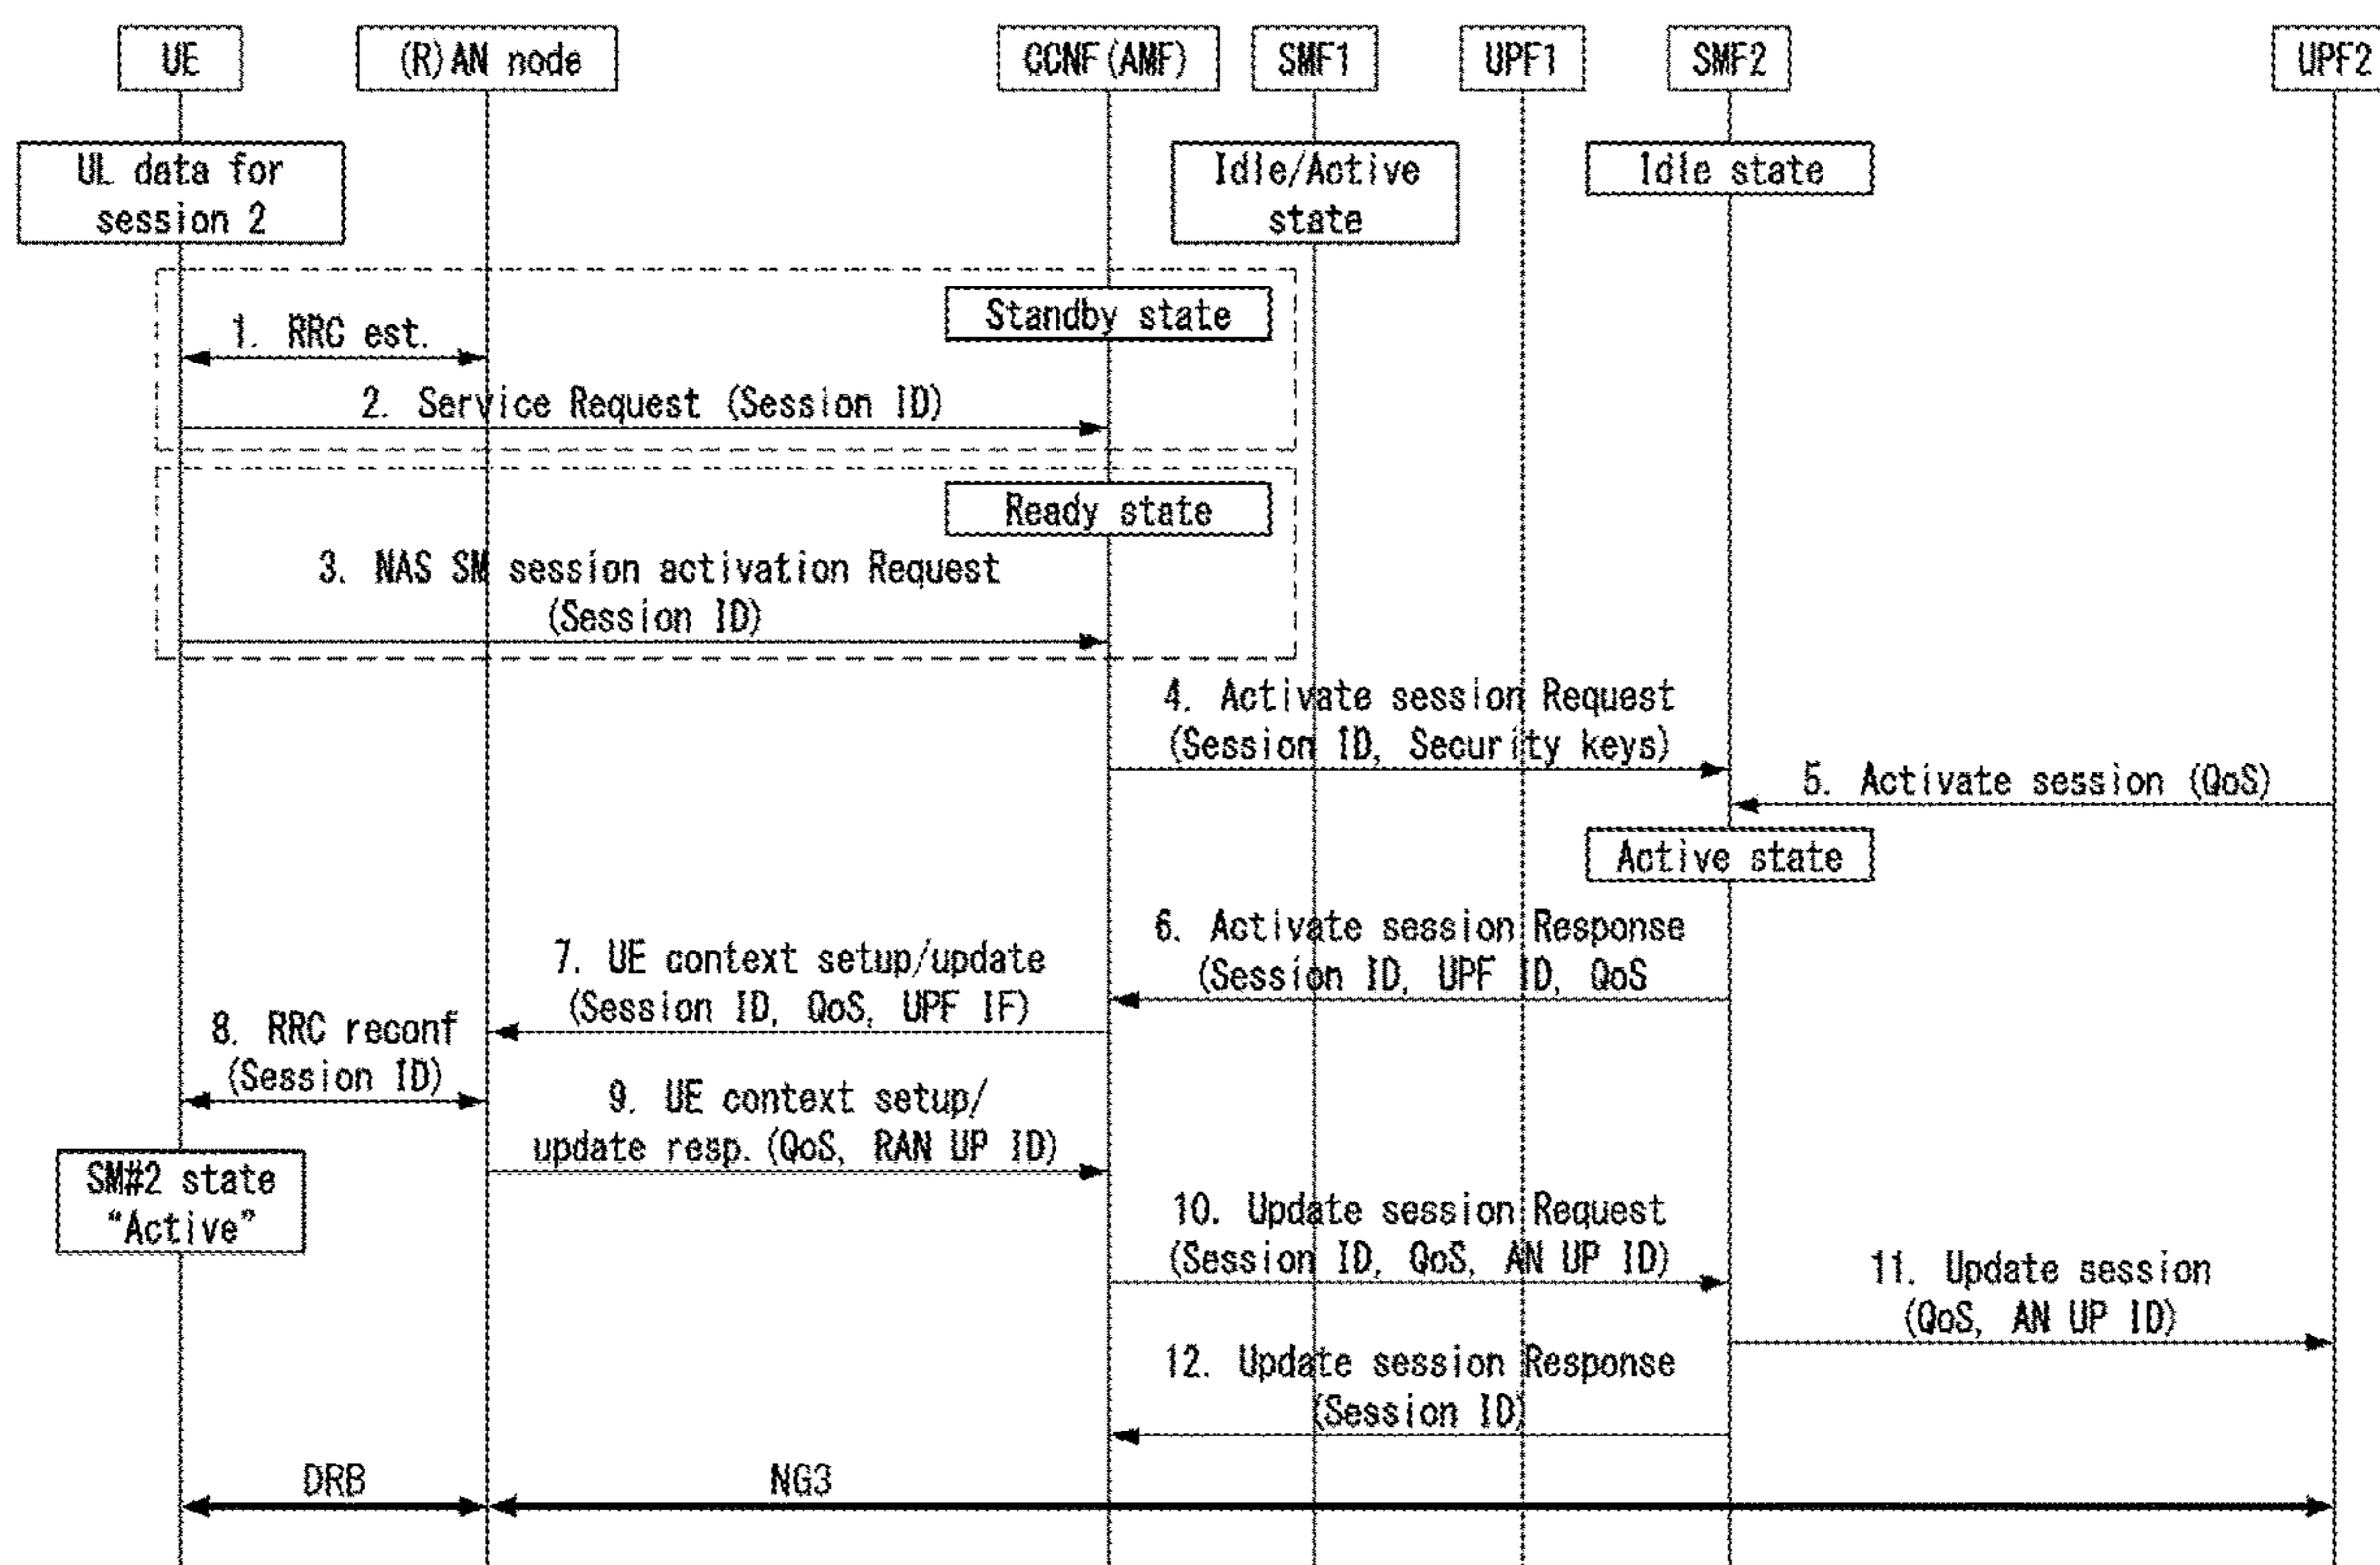 UE
(R)AN node
CCNF(AMF)
SMF1
UPF1
SMF2
UPF2
UL data for
session 2
Idle/Active
state
Idle state
Standby state
1. RRC est.
2. Service Request (Session ID)
Ready state
3. NAS SM session activation Request
(Session ID)
4. Activate session Request
(Session ID, Security keys)
5. Activate session (QoS)
Active state
6. Activate session Response
(Session ID, UPF ID, QoS
7. UE context setup/update
(Session ID, QoS, UPF IF)
8. RRC reconf
(Session ID)
9. UE context setup/
update resp. (QoS, RAN UP ID)
SM#2 state
“Active”
10. Update session Request
(Session ID, QoS, AN UP ID)
11. Update session
(QoS, AN UP ID)
12. Update session Response
(Session ID)
DRB
NG3